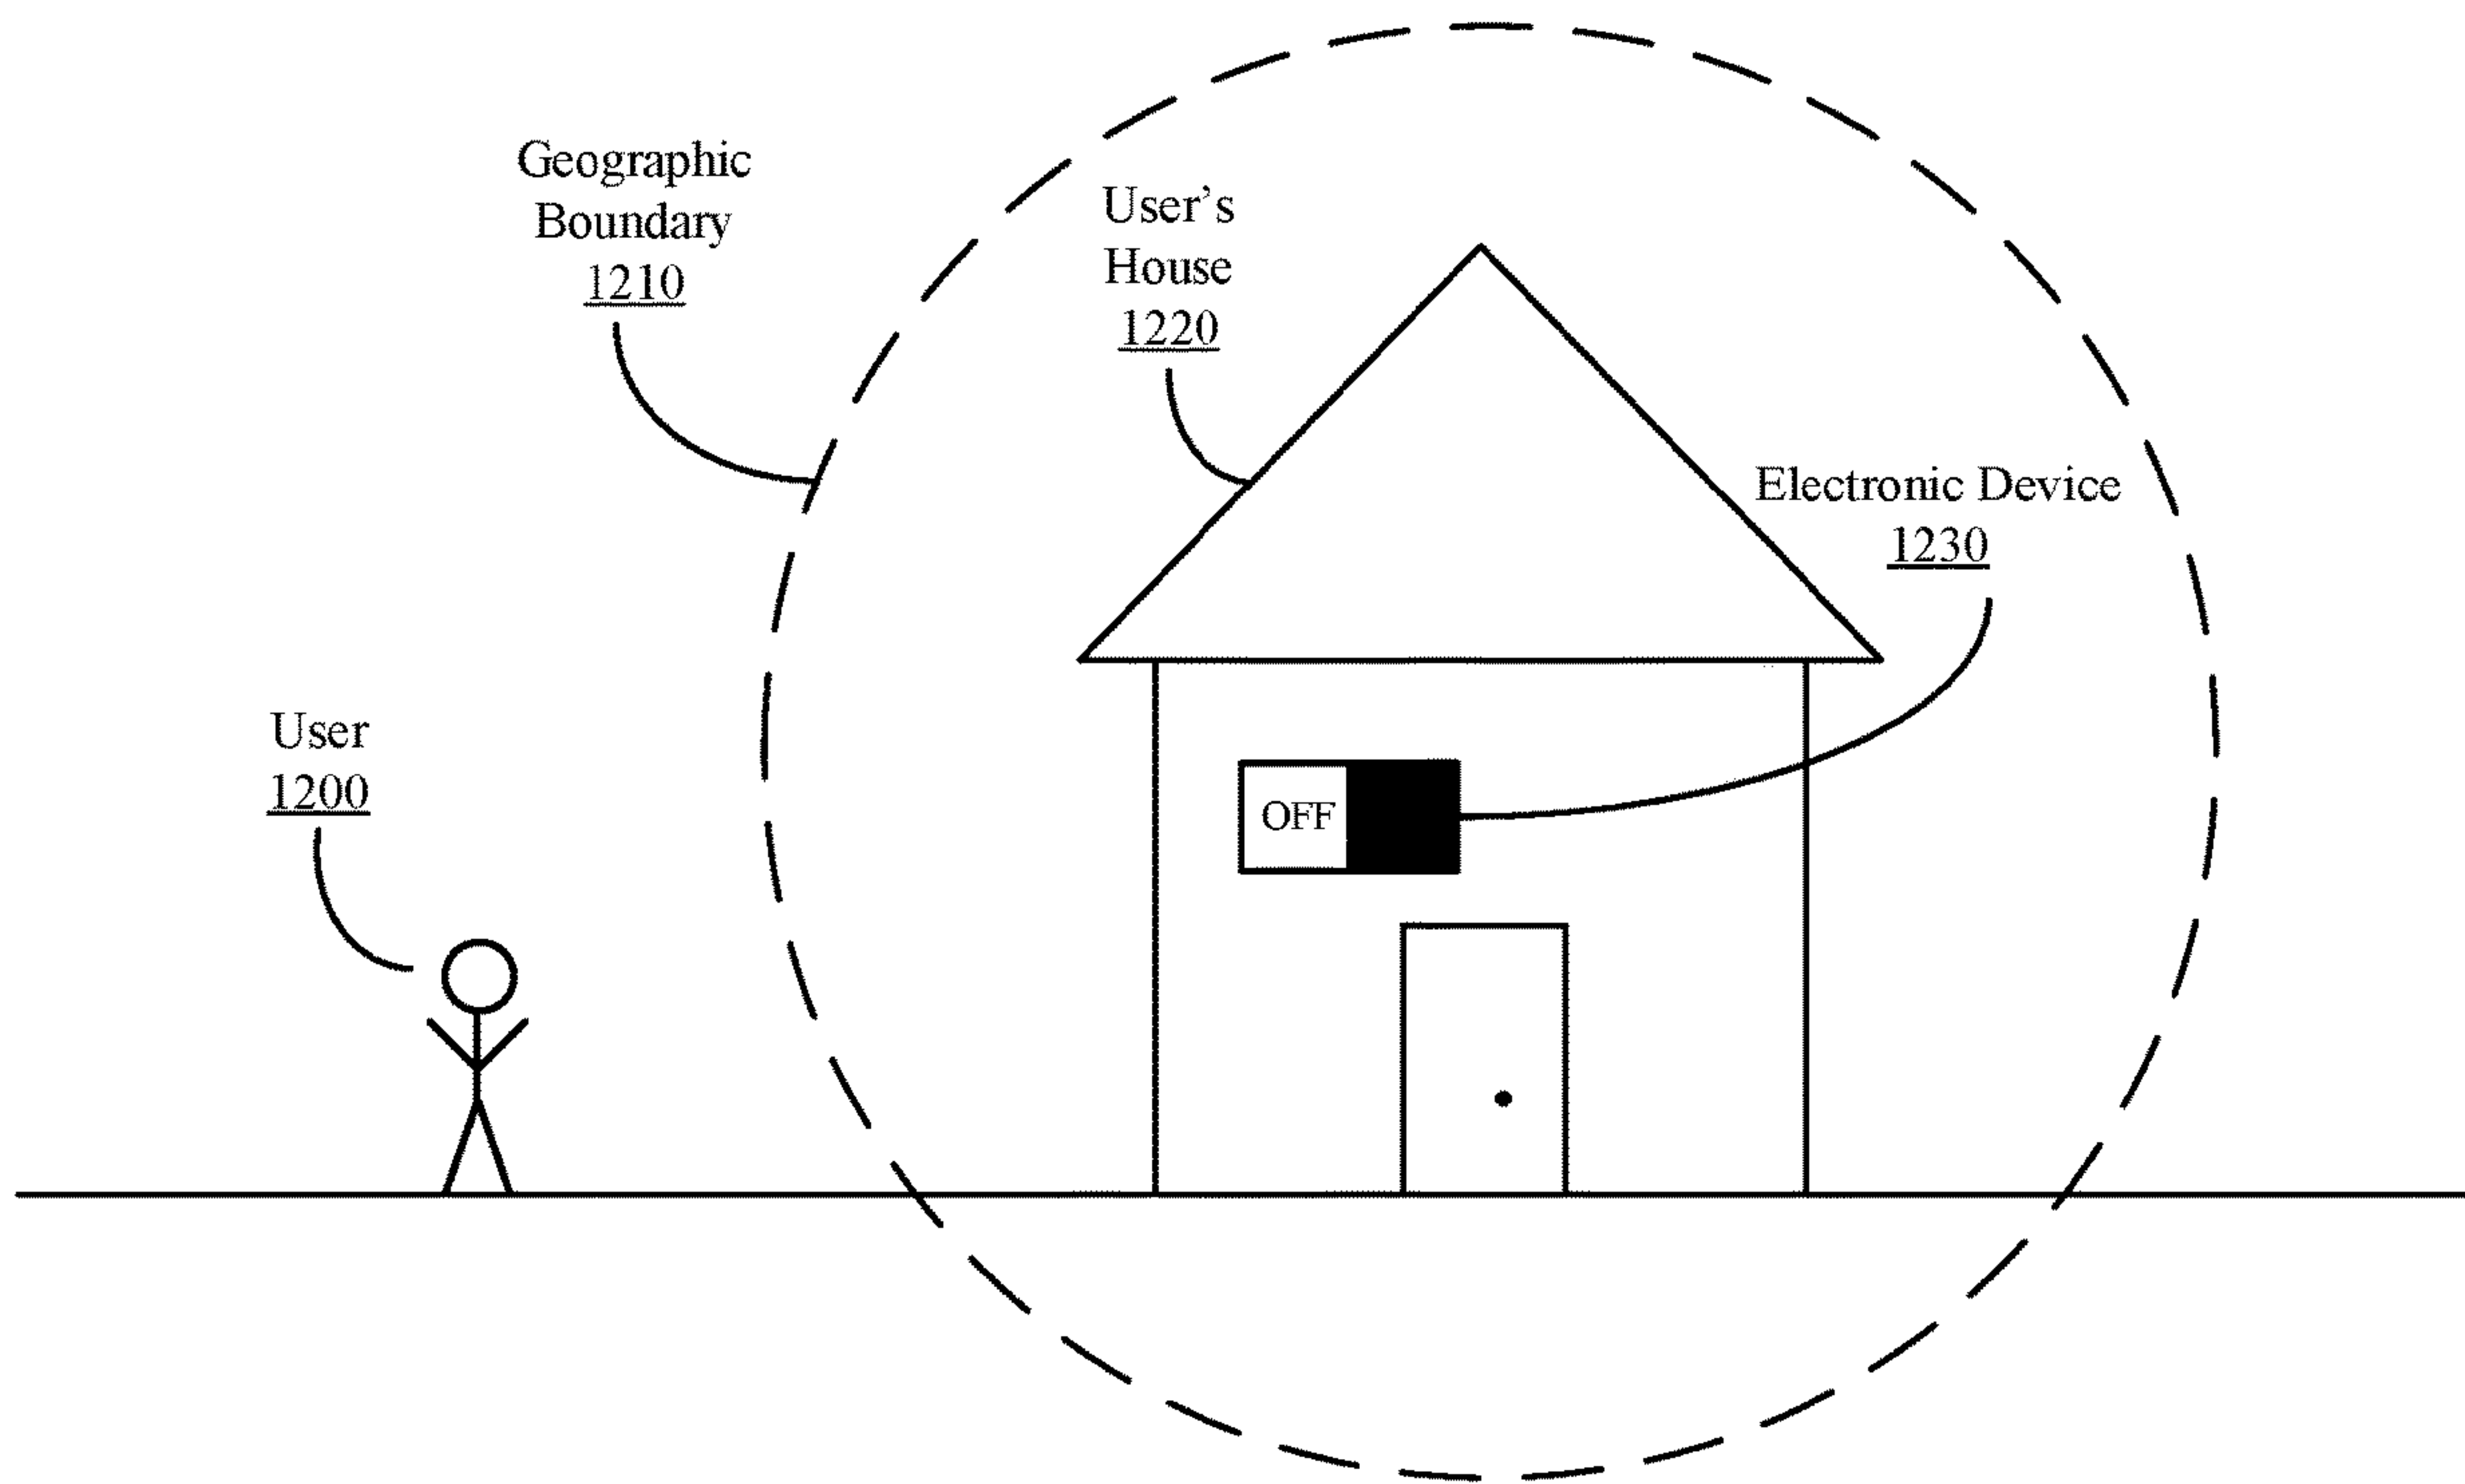 Geographic
Boundary
1210
User's
House
1220
Electronic Device
1230
User
1200
OFF